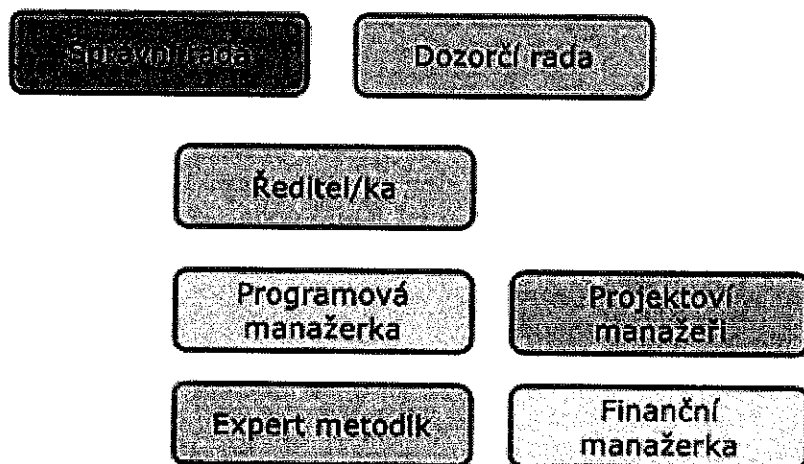 Správní rada
Dozorčí rada
Ředitel/ka
Programová
manažerka
Projektoví
manažeři
Expert metodik
Finanční
manažerka